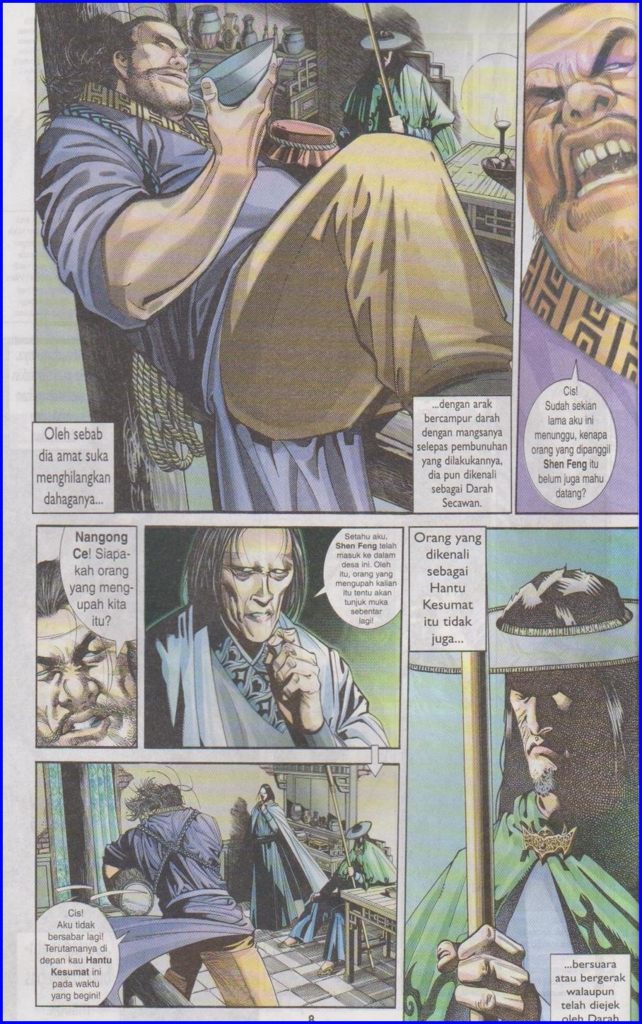 Oleh sebab
dia amat suka
menghilangkan
dahaganya...
...dengan arak
bercampur darah
dengan mangsanya
selepas pembunuhan
yang dilakukannya,
dia pun dikenali
sebagai Darah
Secawan.
Cis!
Sudah sekian
lama aku ini
menunggu, kenapa
orang yang dipanggil
Shen Feng itu
belum juga mahu
datang?
Nangong
Ce! Siapa-
kah orang
yang meng-
upah kita
itu?
Setahu aku,
Shen Feng telah
masuk ke dalam
desa ini. Oleh
itu, orang yang
mengupah kalian
itu tentu akan
tunjuk muka
sebentar
lagi!
Orang yang
dikenali
sebagai
Hantu
Kesumat
itu tidak
juga...
Cis!
Aku tidak
bersabar lagi!
Terutamanya di
depan kau Hantu
Kesumat ini
pada waktu
yang begini!
...bersuara
atau bergerak
walaupun
telah diejek
oleh Darah
8